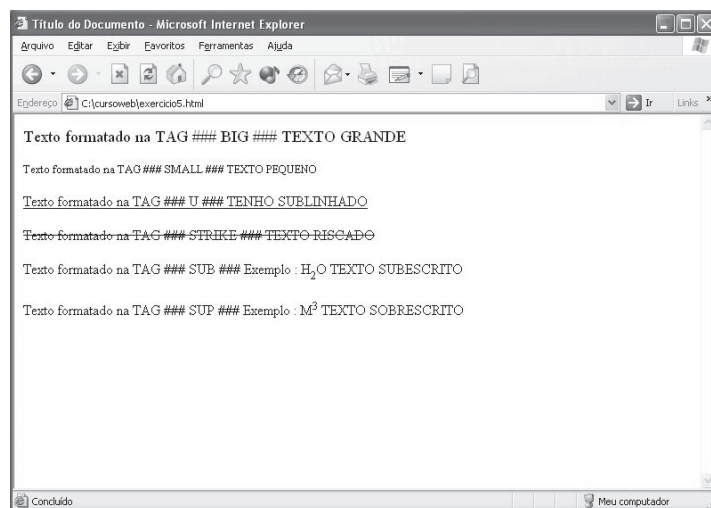 Título do Documento - Microsoft Internet Explorer
Arquivo Editar Exibir Favoritos Ferramentas Ajuda
Endereço C:\cursoweb\exercicio5.html Ir Links »
Texto formatado na TAG ### BIG ### TEXTO GRANDE
Texto formatado na TAG ### SMALL ### TEXTO PEQUENO
Texto formatado na TAG ### U ### TENHO SUBLINHADO
Texto formatado na TAG ### STRIKE ### TEXTO RISCADO
Texto formatado na TAG ### SUB ### Exemplo : H₂O TEXTO SUBESCRITO
Texto formatado na TAG ### SUP ### Exemplo : M³ TEXTO SOBRESCRITO
Concluído Meu computador